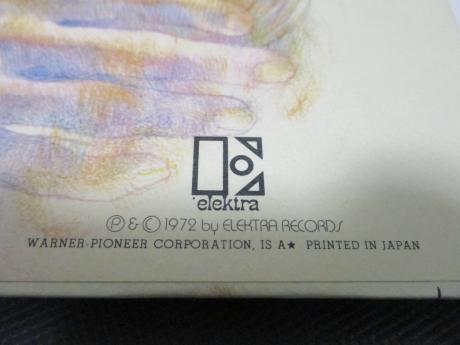 elektra
℗ & © 1972 by ELEKTRA RECORDS
WARNER-PIONEER CORPORATION, IS A★ PRINTED IN JAPAN